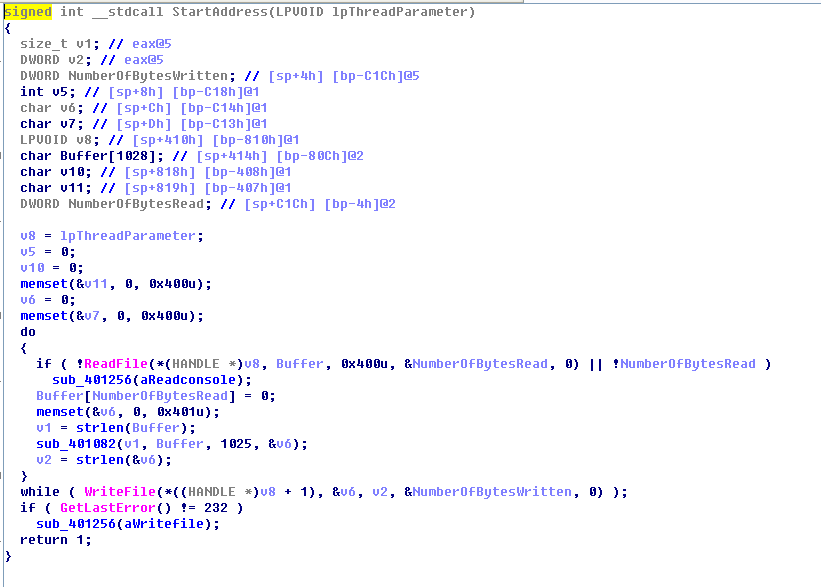 signed int __stdcall StartAddress(LPVOID lpThreadParameter)
{
size_t v1; // eax@5
DWORD v2; // eax@5
DWORD NumberOfBytesWritten; // [sp+4h] [bp-C1Ch]@5
int v5; // [sp+8h] [bp-C18h]@1
char v6; // [sp+Ch] [bp-C14h]@1
char v7; // [sp+Dh] [bp-C13h]@1
LPVOID v8; // [sp+410h] [bp-810h]@1
char Buffer[1028]; // [sp+414h] [bp-80Ch]@2
char v10; // [sp+818h] [bp-408h]@1
char v11; // [sp+819h] [bp-407h]@1
DWORD NumberOfBytesRead; // [sp+C1Ch] [bp-4h]@2
v8 = lpThreadParameter;
v5 = 0;
v10 = 0;
memset(&v11, 0, 0x400u);
v6 = 0;
memset(&v7, 0, 0x400u);
do
{
if ( !ReadFile(*(HANDLE *)v8, Buffer, 0x400u, &NumberOfBytesRead, 0) || !NumberOfBytesRead )
sub_401256(aReadconsole);
Buffer[NumberOfBytesRead] = 0;
memset(&v6, 0, 0x401u);
v1 = strlen(Buffer);
sub_401082(v1, Buffer, 1025, &v6);
v2 = strlen(&v6);
}
while ( WriteFile(*((HANDLE *)v8 + 1), &v6, v2, &NumberOfBytesWritten, 0) );
if ( GetLastError() != 232 )
sub_401256(aWritefile);
return 1;
}